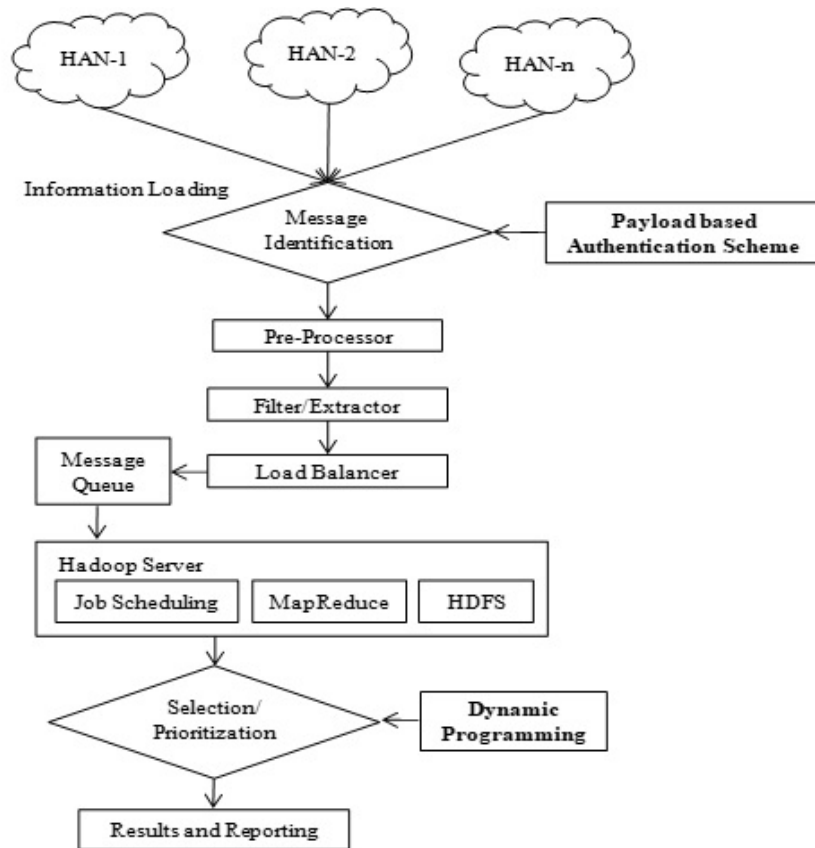 HAN-1
HAN-2
HAN-n
Information Loading
Message
Identification
Payload based
Authentication Scheme
Pre-Processor
Filter/Extractor
Load Balancer
Message
Queue
Hadoop Server
Job Scheduling
MapReduce
HDFS
Selection/
Prioritization
Dynamic
Programming
Results and Reporting